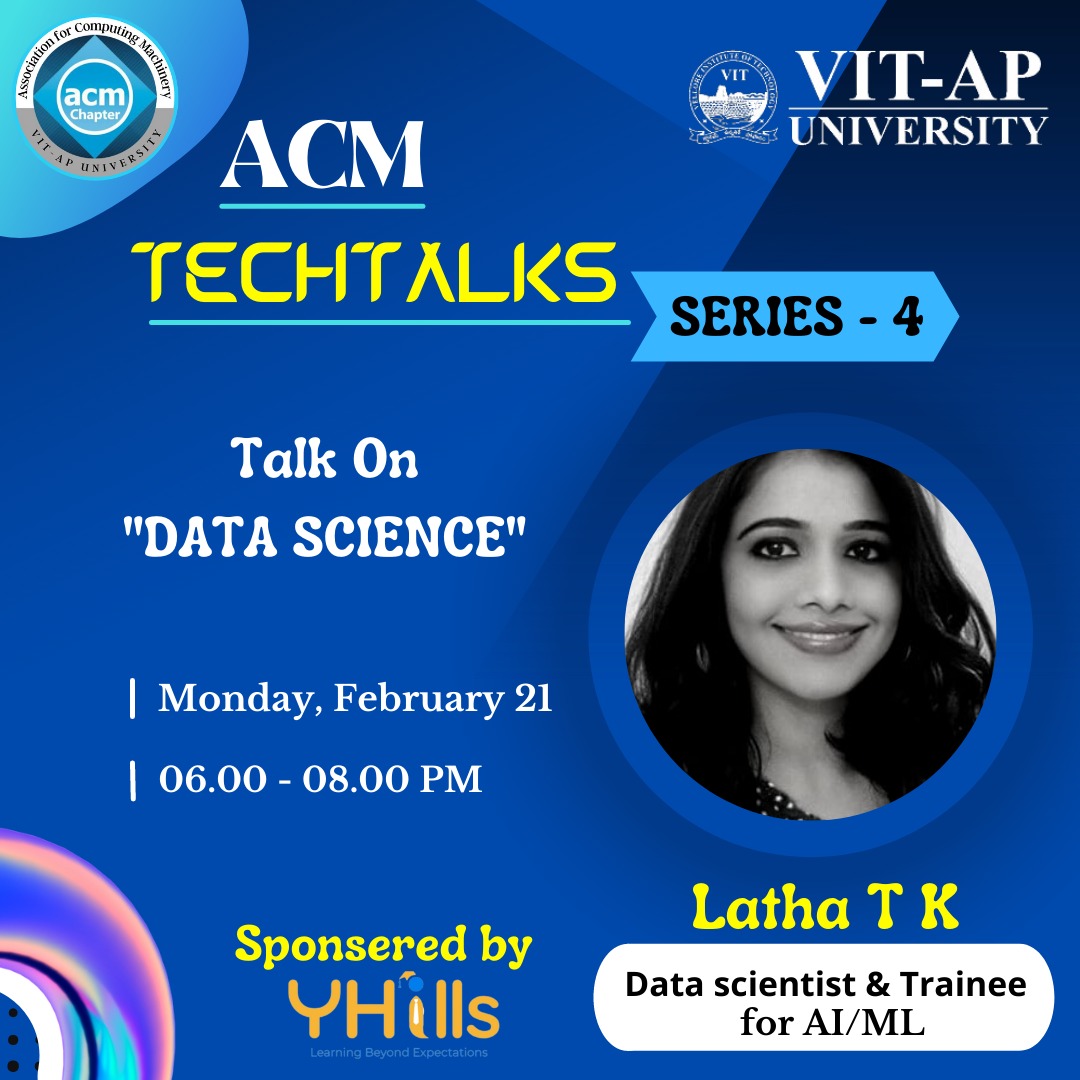 Association for Computing Machinery
acm
Chapter
VIT-AP UNIVERSITY
VIT
VIT-AP
UNIVERSITY
ACM
TECHTALKS
SERIES - 4
Talk On
"DATA SCIENCE"
Monday, February 21
06.00 - 08.00 PM
Latha T K
Data scientist & Trainee
for AI/ML
Sponsered by
YHills
Learning Beyond Expectations